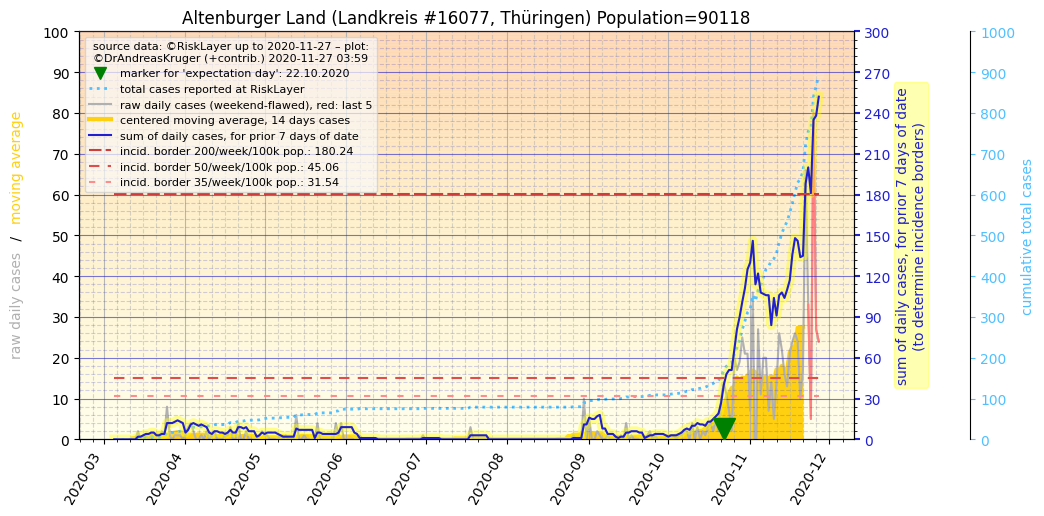 Altenburger Land (Landkreis #16077, Thüringen) Population=90118
source data: ©RiskLayer up to 2020-11-27 – plot:
©DrAndreasKruger (+contrib.) 2020-11-27 03:59
marker for 'expectation day': 22.10.2020
total cases reported at RiskLayer
raw daily cases (weekend-flawed), red: last 5
centered moving average, 14 days cases
sum of daily cases, for prior 7 days of date
incid. border 200/week/100k pop.: 180.24
incid. border 50/week/100k pop.: 45.06
incid. border 35/week/100k pop.: 31.54
raw daily cases / moving average
100
90
80
70
60
50
40
30
20
10
0
2020-03
2020-04
2020-05
2020-06
2020-07
2020-08
2020-09
2020-10
2020-11
2020-12
300
270
240
210
180
150
120
90
60
30
0
sum of daily cases, for prior 7 days of date
(to determine incidence borders)
1000
900
800
700
600
500
400
300
200
100
0
cumulative total cases